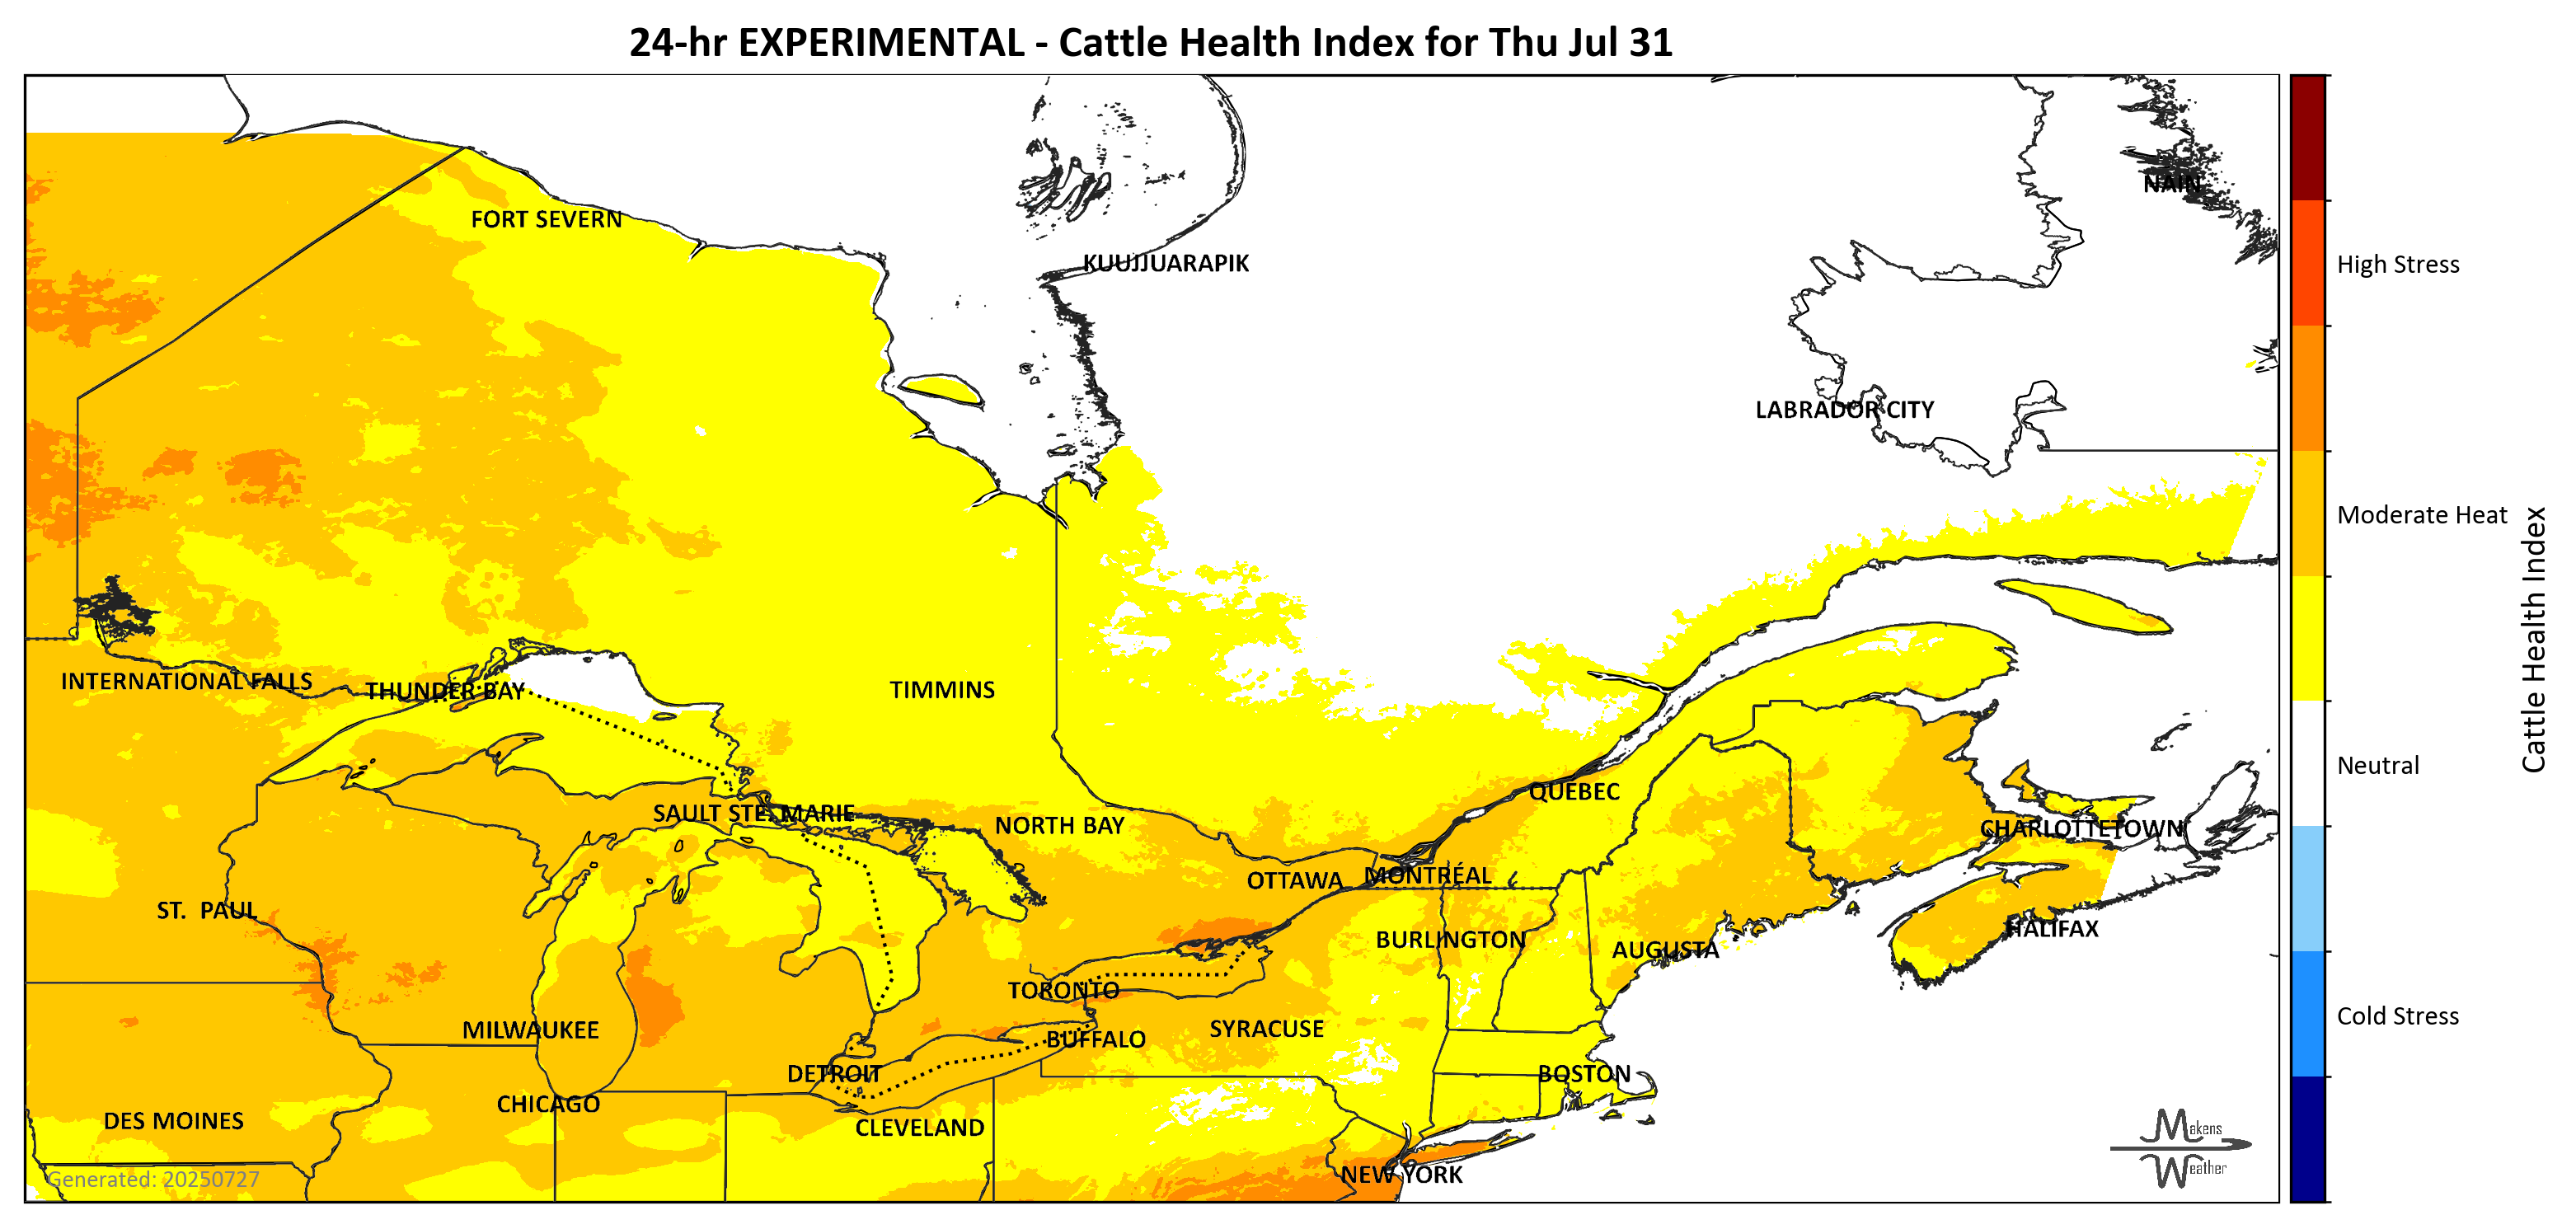 24-hr EXPERIMENTAL - Cattle Health Index for Thu Jul 31
NAIN
FORT SEVERN
KUUJJUARAPIK
High Stress
LABRADOR CITY
Moderate Heat
Cattle Health Index
INTERNATIONAL FALLS
THUNDER BAY
TIMMINS
Neutral
QUEBEC
SAULT STE. MARIE
NORTH BAY
CHARLOTTETOWN
OTTAWA
MONTRÉAL
ST. PAUL
HALIFAX
BURLINGTON
AUGUSTA
TORONTO
Cold Stress
MILWAUKEE
SYRACUSE
BUFFALO
DETROIT
BOSTON
CHICAGO
DES MOINES
CLEVELAND
Makens
Weather
NEW YORK
Generated: 20250727